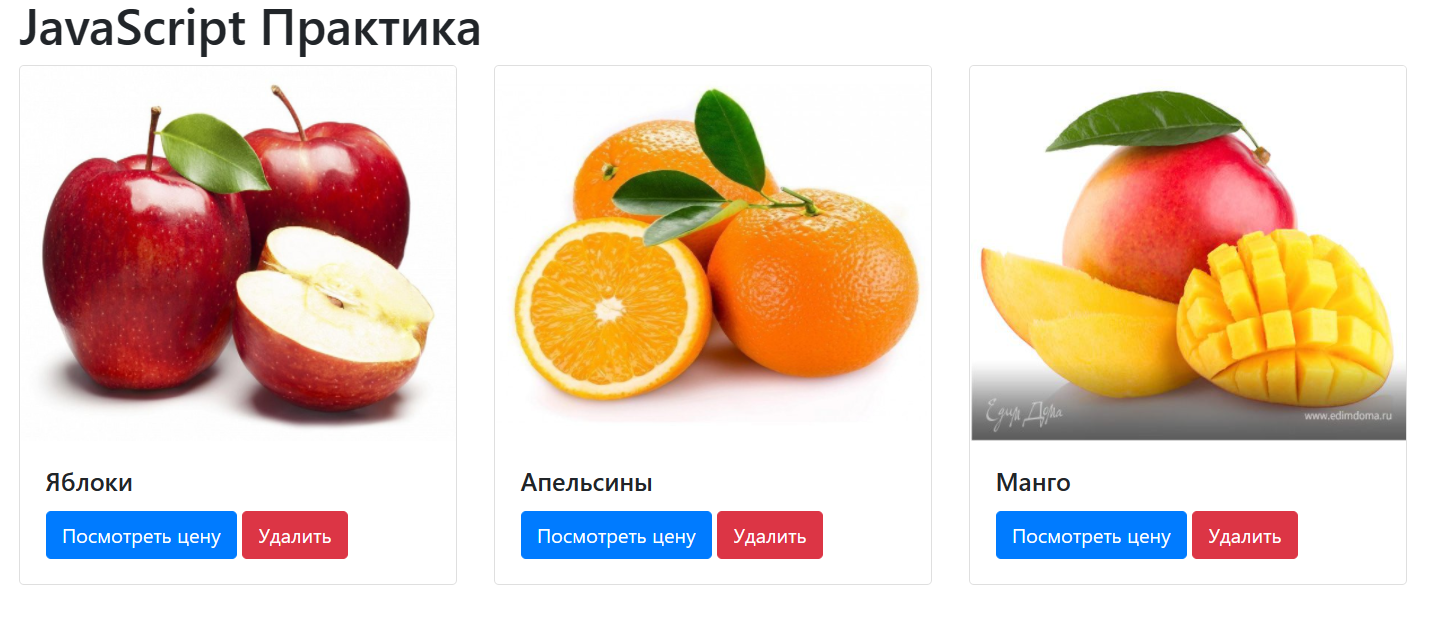 JavaScript Практика
Едим Дома
www.edimdoma.ru
Яблоки
Апельсины
Манго
Посмотреть цену Удалить
Посмотреть цену Удалить
Посмотреть цену Удалить